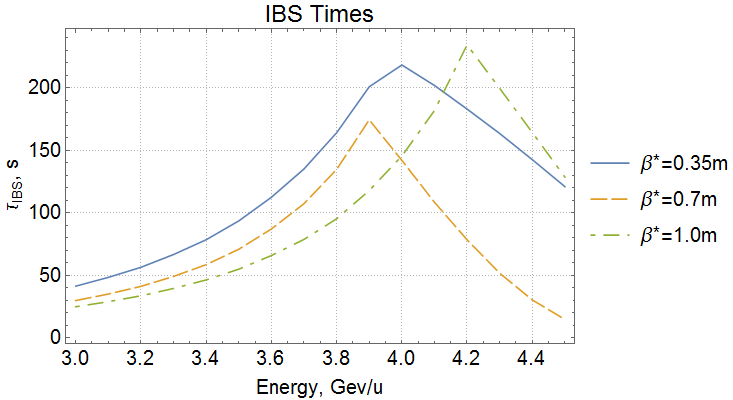 IBS Times
200
150
100
50
0
τIBS, s
3.0 3.2 3.4 3.6 3.8 4.0 4.2 4.4
Energy, Gev/u
β*=0.35m
β*=0.7m
β*=1.0m